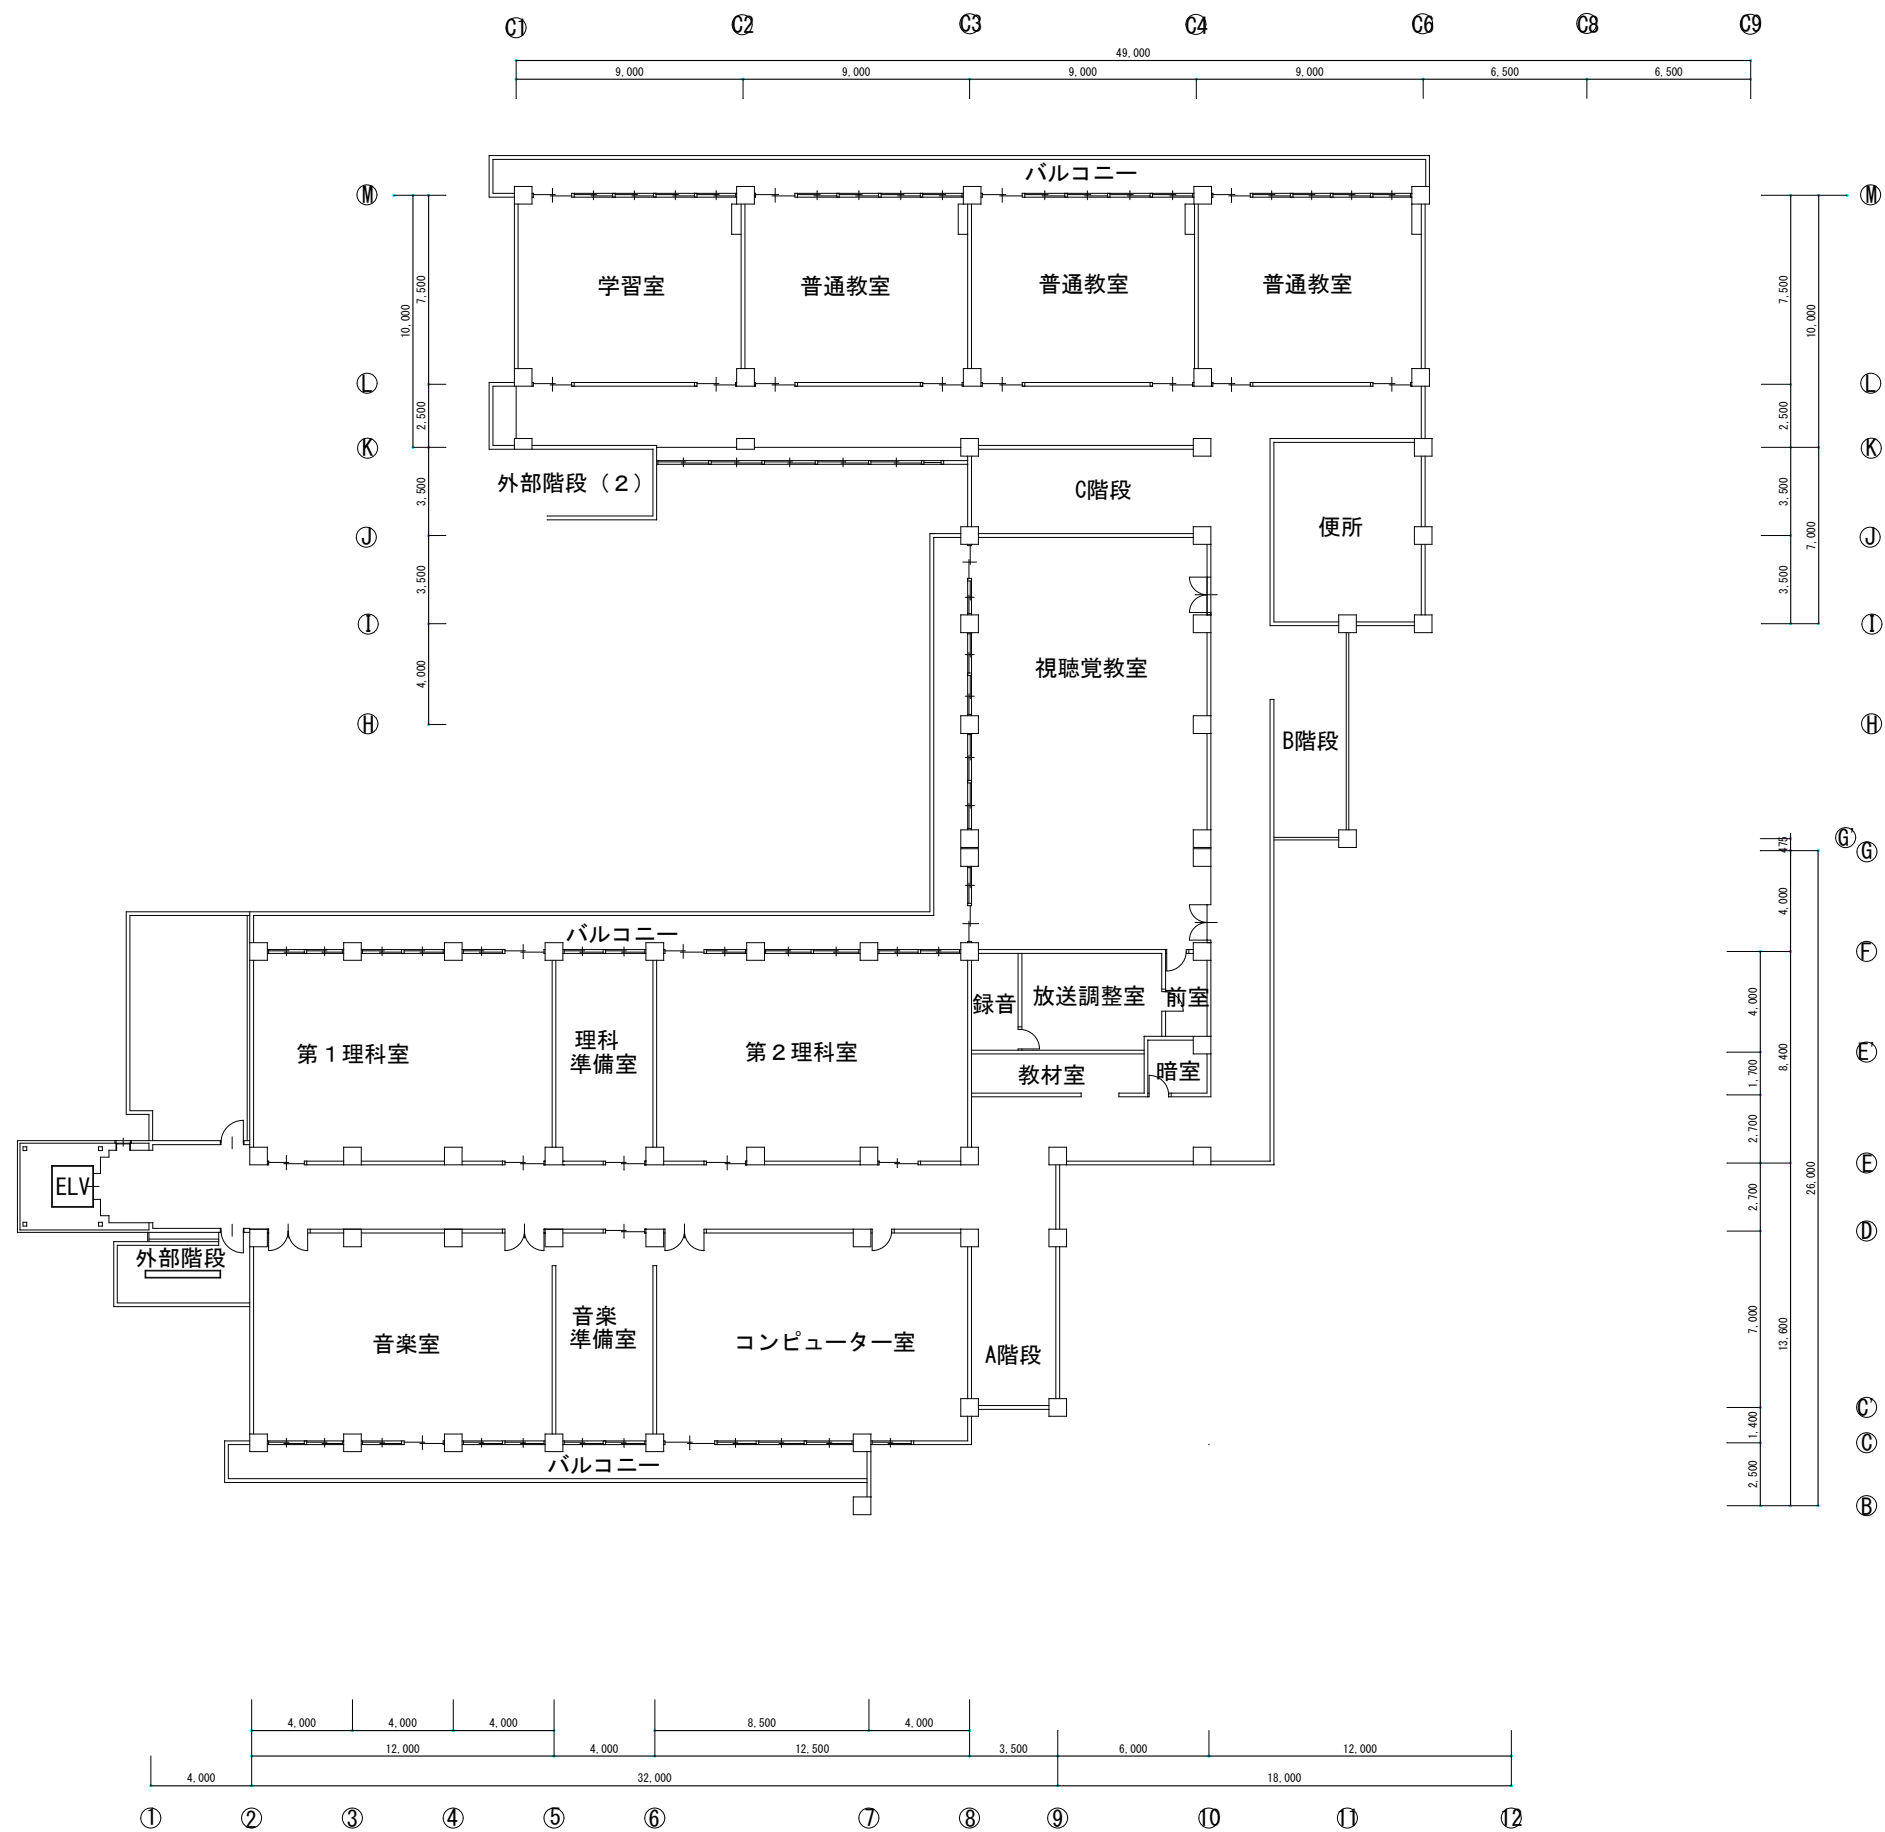 C1 C2 C3 C4 C6 C8 C9
49,000
9,000 9,000 9,000 9,000 6,500 6,500
バルコニー
M M
学習室 普通教室 普通教室 普通教室
7,500 10,000 7,500 10,000
L L
2,500 2,500
K K
外部階段（２） C階段
3,500 3,500
便所
J J
7,000
3,500 3,500
I I
視聴覚教室
4,000
H H
B階段
475 G'
G
4,000
バルコニー
F F
録音 放送調整室 前室
4,000
第１理科室 理科 第２理科室
準備室
E'
8,400
教材室 暗室
1,700
2,700
E
ELV
26,000
2,700
D
外部階段
音楽室 音楽 コンピューター室
準備室
A階段
7,000
13,600
C'
1,400
C
バルコニー
2,500
B
4,000 4,000 4,000 8,500 4,000
12,000 4,000 12,500 3,500 6,000 12,000
4,000 32,000 18,000
1 2 3 4 5 6 7 8 9 10 11 12